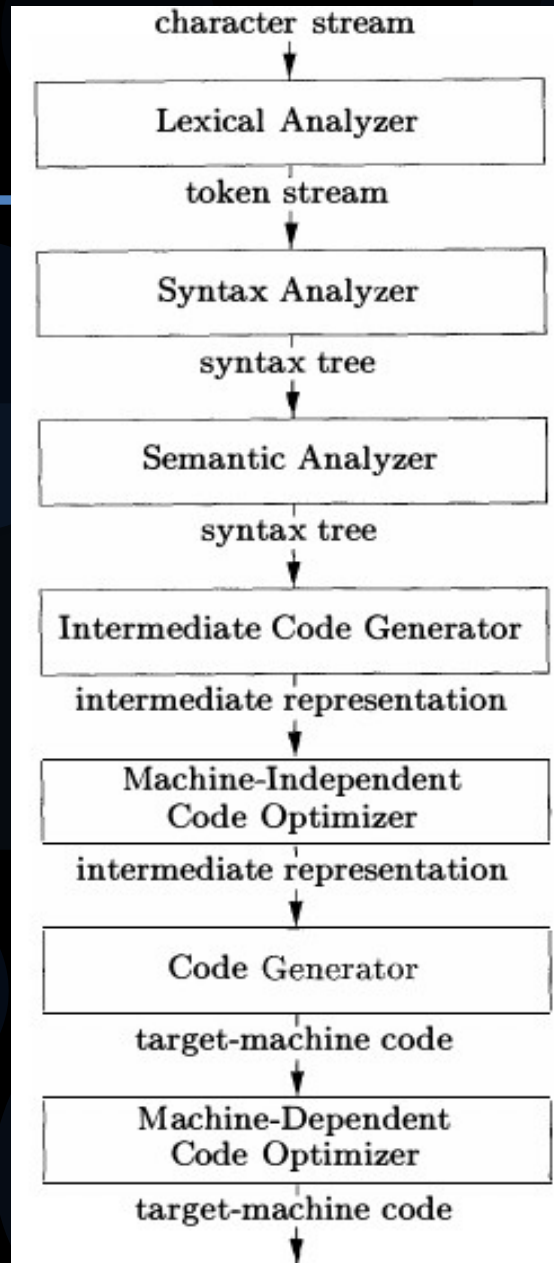 character stream
Lexical Analyzer
token stream
Syntax Analyzer
syntax tree
Semantic Analyzer
syntax tree
Intermediate Code Generator
intermediate representation
Machine-Independent
Code Optimizer
intermediate representation
Code Generator
target-machine code
Machine-Dependent
Code Optimizer
target-machine code